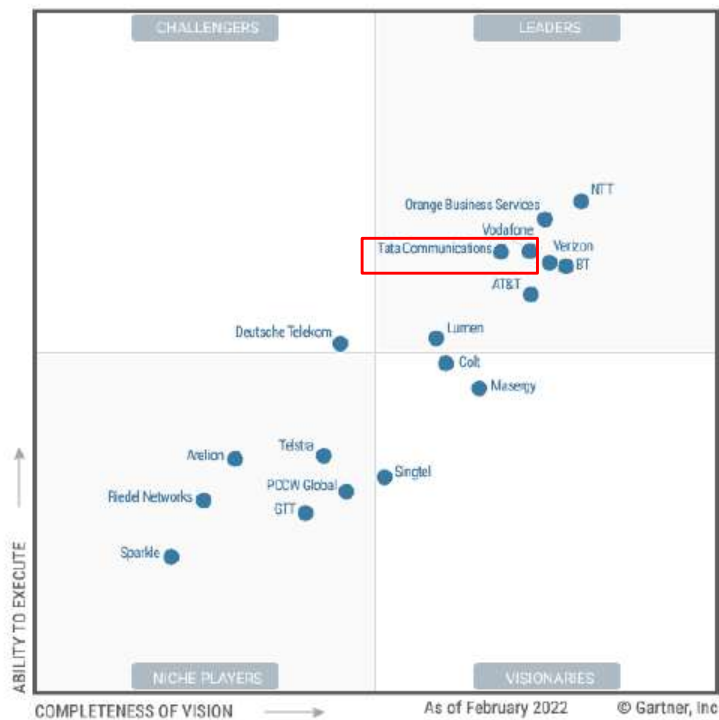 CHALLENGERS
LEADERS
NTT
Orange Business Services
Vodafone
Tata Communications
Verizon
BT
AT&T
Deutsche Telekom
Lumen
Colt
Masergy
Arelion
Telstra
Singtel
Riedel Networks
PCCW Global
GTT
Sparkle
ABILITY TO EXECUTE
NICHE PLAYERS
VISIONARIES
COMPLETENESS OF VISION
As of February 2022
© Gartner, Inc